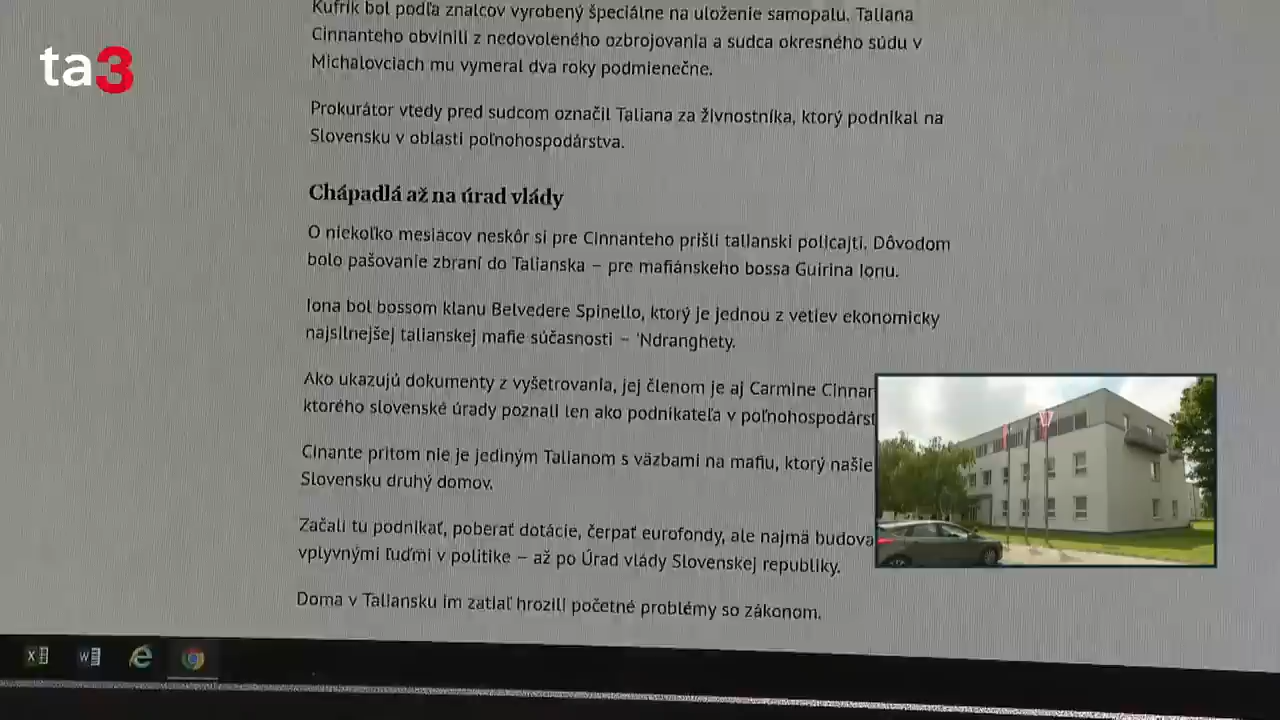 ta3
Kufrík bol podľa znalcov vyrobený špeciálne na uloženie samopalu. Taliana
Cinnanteho obvinili z nedovoleného ozbrojovania a sudca okresného súdu v
Michalovciach mu vymeral dva roky podmienečne.
Prokurátor vtedy pred sudcom označil Taliana za živnostníka, ktorý podnikal na
Slovensku v oblasti poľnohospodárstva.
Chápadlá až na úrad vlády
O niekoľko mesiacov neskôr si pre Cinnanteho prišli talianski policajti. Dôvodom
bolo pašovanie zbraní do Talianska – pre mafiánskeho bossa Guirina Ionu.
Iona bol bossom klanu Belvedere Spinello, ktorý je jednou z vetiev ekonomicky
najsilnejšej talianskej mafie súčasnosti – 'Ndranghety.
Ako ukazujú dokumenty z vyšetrovania, jej členom je aj Carmine Cinnan
ktorého slovenské úrady poznali len ako podnikateľa v poľnohospodárst
Cinante pritom nie je jediným Talianom s väzbami na mafiu, ktorý našie
Slovensku druhý domov.
Začali tu podnikať, poberať dotácie, čerpať eurofondy, ale najmä budova
vplyvnými ľuďmi v politike – až po Úrad vlády Slovenskej republiky.
Doma v Taliansku im zatiaľ hrozili početné problémy so zákonom.